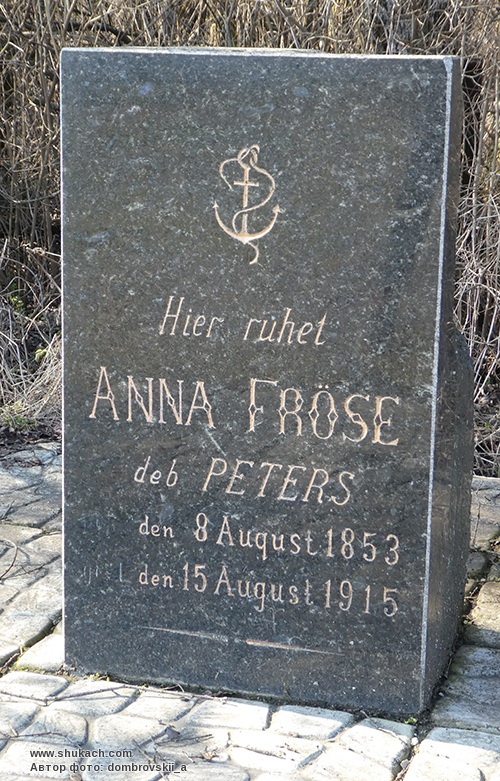 Hier ruhet
ANNA FRÖSE
deb PETERS
den 8 August 1853
den 15 August 1915
www.shukach.com
Автор фото: dombrovskii_a